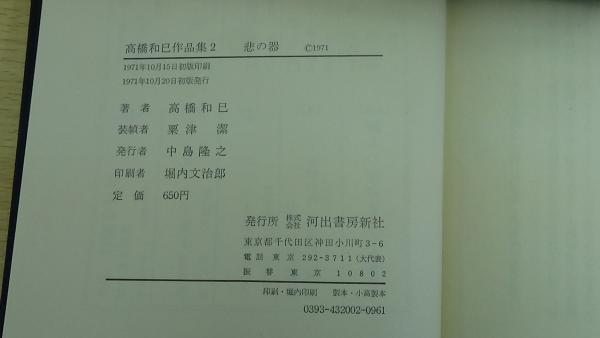 高橋和巳作品集2 悲の器 ©1971
1971年10月15日初版印刷
1971年10月20日初版発行
著者 高橋和巳
装幀者 粟津潔
発行者 中島隆之
印刷者 堀内文治郎
定価 650円
発行所 株式会社 河出書房新社
東京都千代田区神田小川町3-6
電話 東京 292-3711(大代表)
振替 東京 10802
印刷・堀内印刷 製本・小高製本
0393-432002-0961